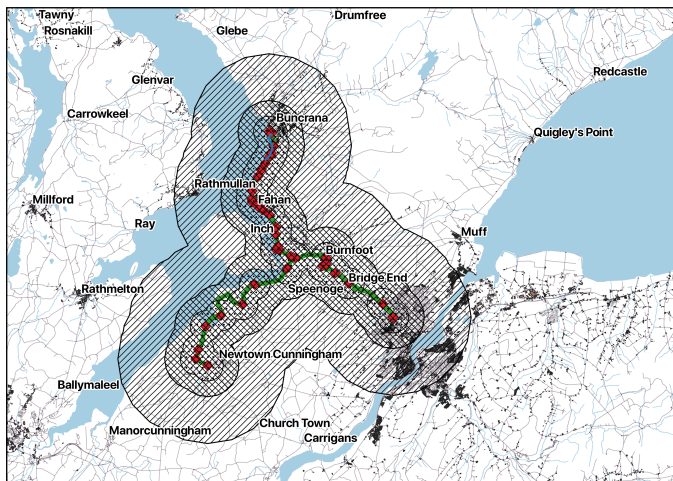 Tawny
Drumfree
Rosnakill
Glebe
Redcastle
Glenvar
Carrowkeel
Buncrana
Quigley's Point
Rathmullan
Millford
Fahan
Ray
Inch
Muff
Burnfoot
Bridge End
Rathmelton
Speenoge
Newtown Cunningham
Ballymaleel
Church Town
Manorcunningham
Carrigans